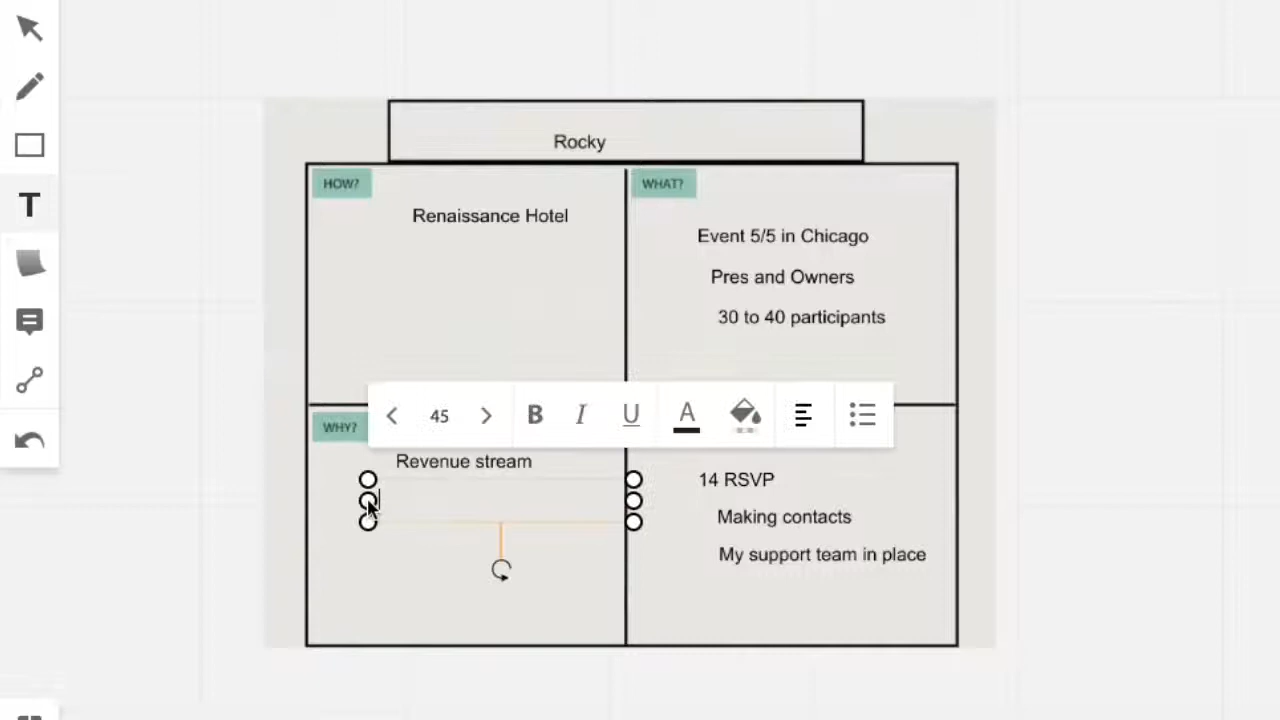 Rocky
HOW?
Renaissance Hotel
WHAT?
Event 5/5 in Chicago
Pres and Owners
30 to 40 participants
T
45
B I U A
WHY?
Revenue stream
14 RSVP
Making contacts
My support team in place